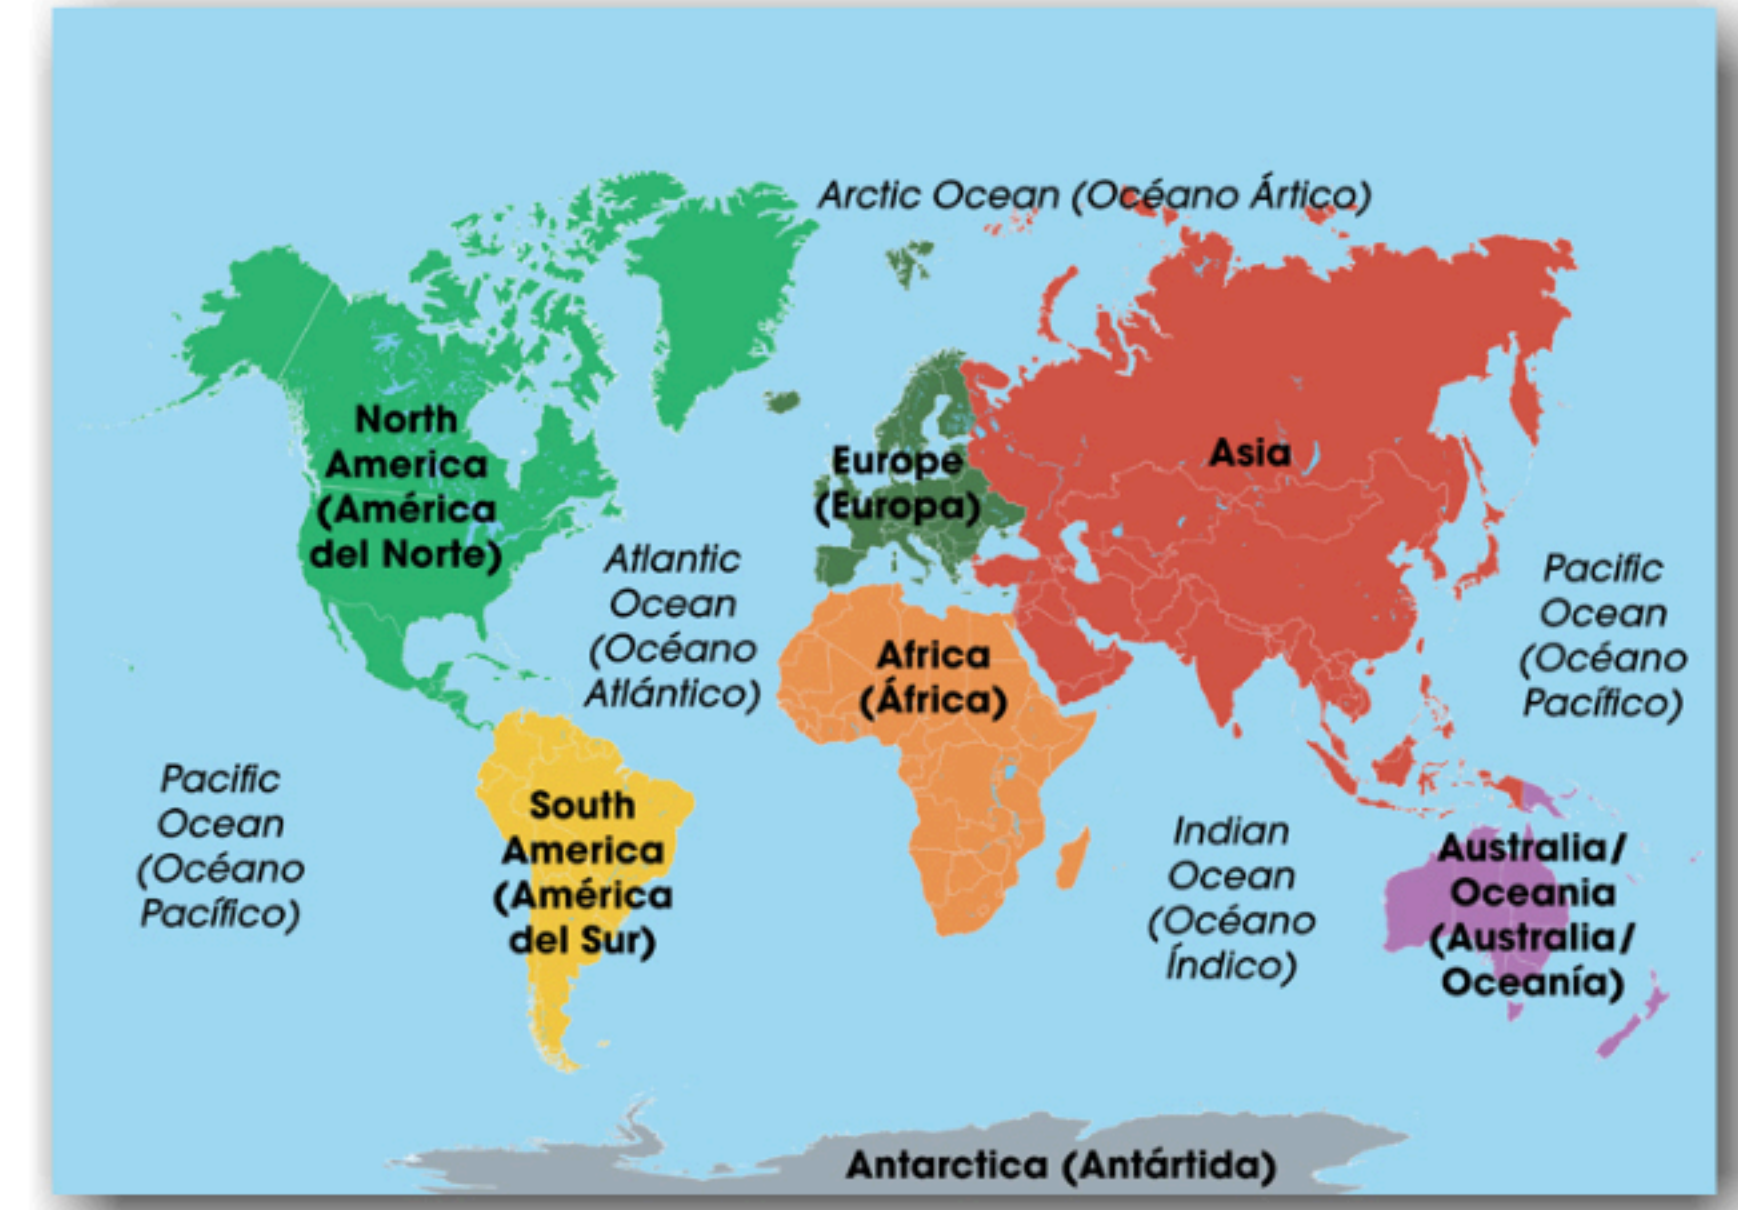 Arctic Ocean (Océano Ártico)
North
America
(América
del Norte)
Europe
(Europa)
Asia
Atlantic
Ocean
(Océano
Atlántico)
Pacific
Ocean
(Océano
Pacífico)
Africa
(África)
Pacific
Ocean
(Océano
Pacífico)
South
America
(América
del Sur)
Indian
Ocean
(Océano
Índico)
Australia/
Oceania
(Australia/
Oceanía)
Antarctica (Antártida)